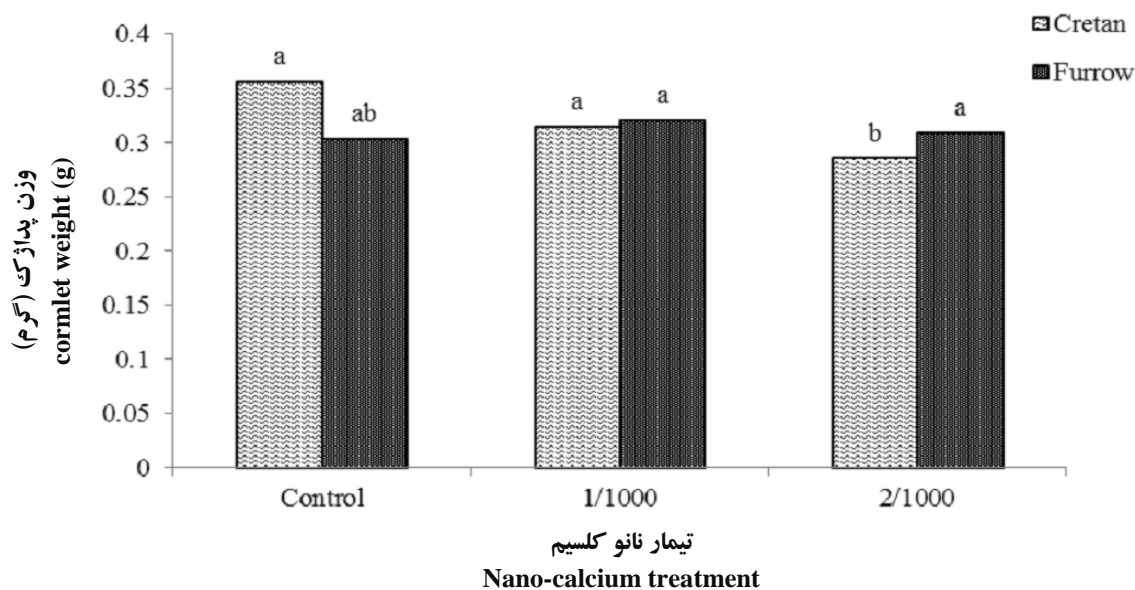 Cretan
Furrow
0.4
0.35
0.3
0.25
0.2
0.15
0.1
0.05
0
وزن پداژک (گرم)
cormlet weight (g)
a
ab
a
a
b
a
Control
1/1000
2/1000
تیمار نانو کلسیم
Nano-calcium treatment